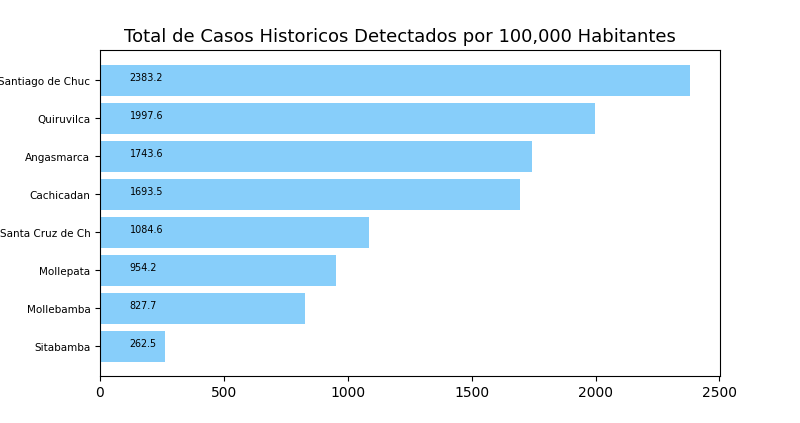 Total de Casos Historicos Detectados por 100,000 Habitantes
Santiago de Chuc 2383.2
Quiruvilca 1997.6
Angasmarca 1743.6
Cachicadan 1693.5
Santa Cruz de Ch 1084.6
Mollepata 954.2
Mollebamba 827.7
Sitabamba 262.5
0 500 1000 1500 2000 2500